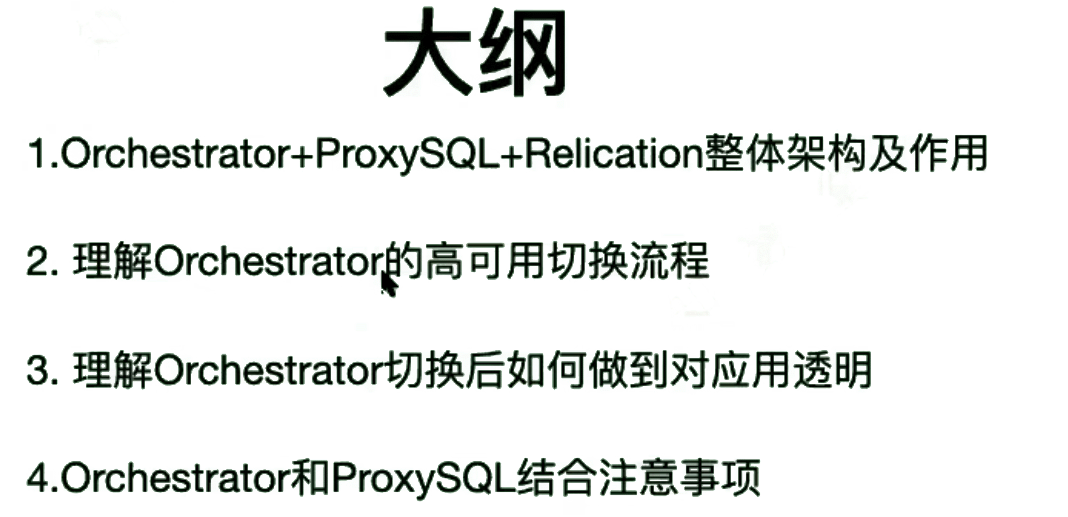 大纲
1.Orchestrator+ProxySQL+Relication整体架构及作用
2. 理解Orchestrator的高可用切换流程
3. 理解Orchestrator切换后如何做到对应用透明
4.Orchestrator和ProxySQL结合注意事项